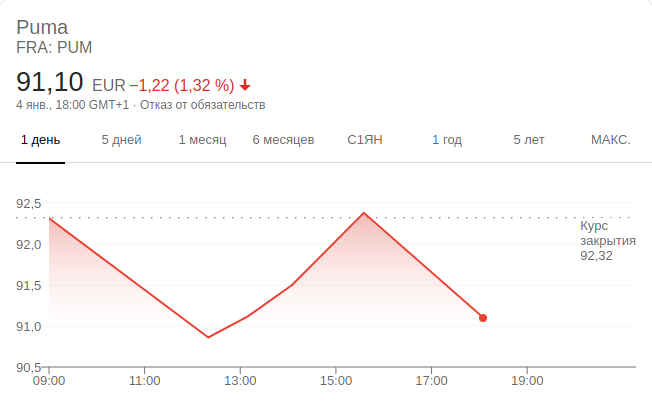 Puma
FRA: PUM
91,10 EUR −1,22 (1,32 %)
4 янв., 18:00 GMT+1 · Отказ от обязательств
1 день 5 дней 1 месяц 6 месяцев С1ЯН 1 год 5 лет МАКС.
92,5
Курс
закрытия
92,32
92,0
91,5
91,0
90,5
09:00 11:00 13:00 15:00 17:00 19:00